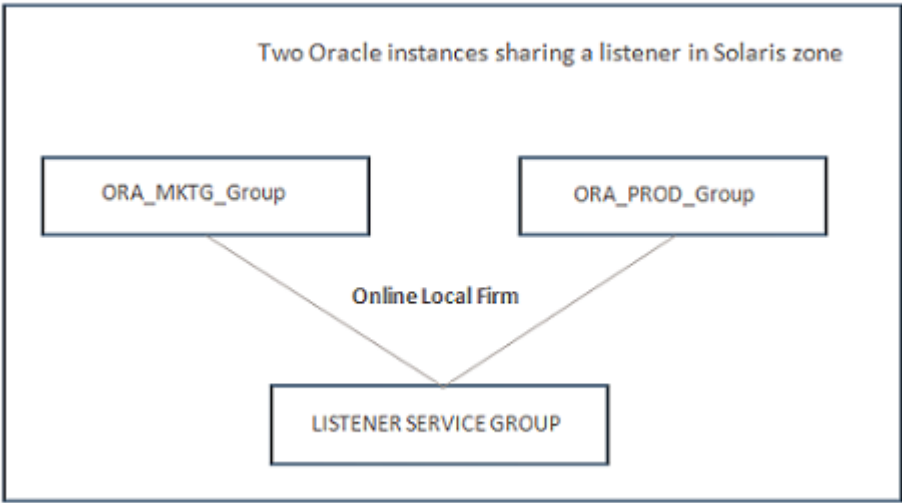 Two Oracle instances sharing a listener in Solaris zone
ORA_MKTG_Group
ORA_PROD_Group
Online Local Firm
LISTENER SERVICE GROUP